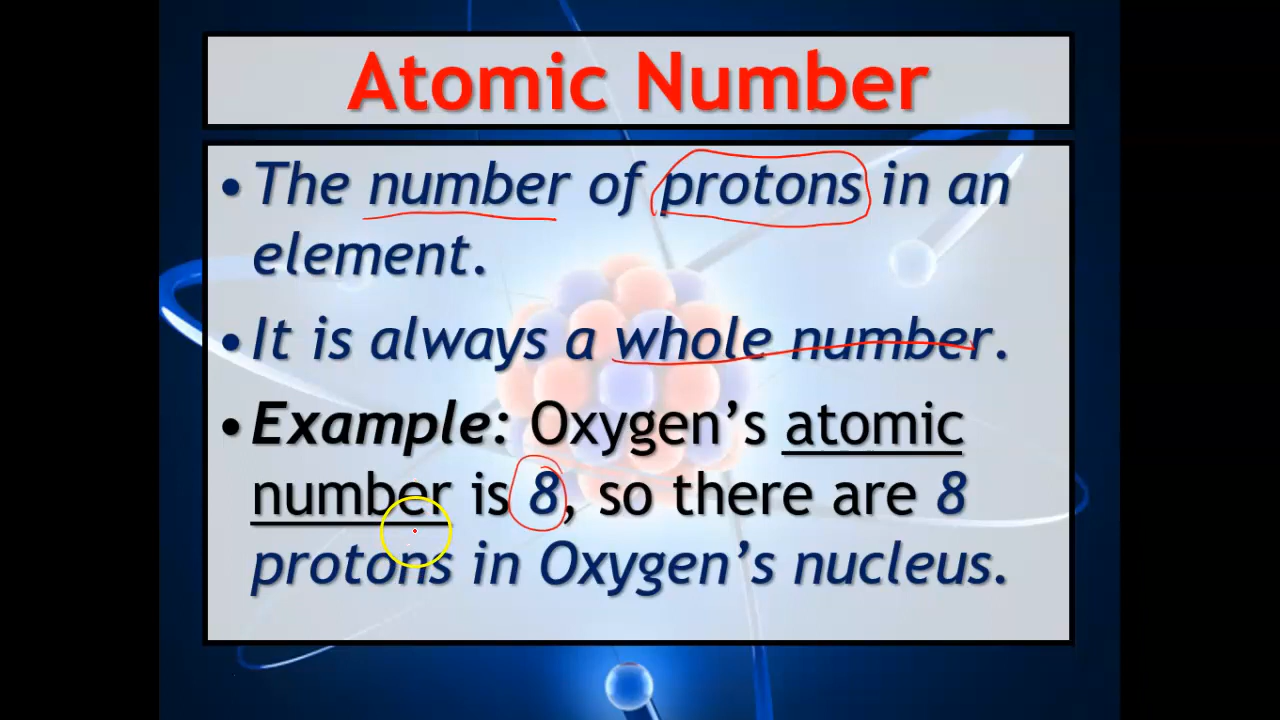 Atomic Number
•The number of protons in an
element.
•It is always a whole number.
•Example: Oxygen’s atomic
number is 8, so there are 8
protons in Oxygen’s nucleus.